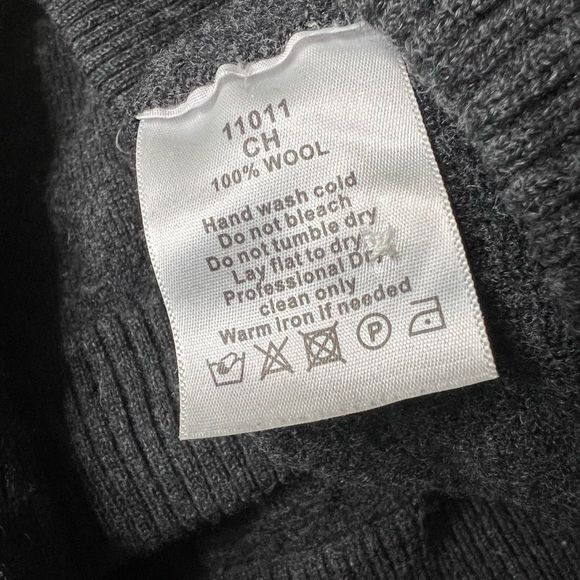 11011
CH
100% WOOL
Hand wash cold
Do not bleach
Do not tumble dry
Lay flat to dry
Professional Dry
clean only
Warm iron if needed
P